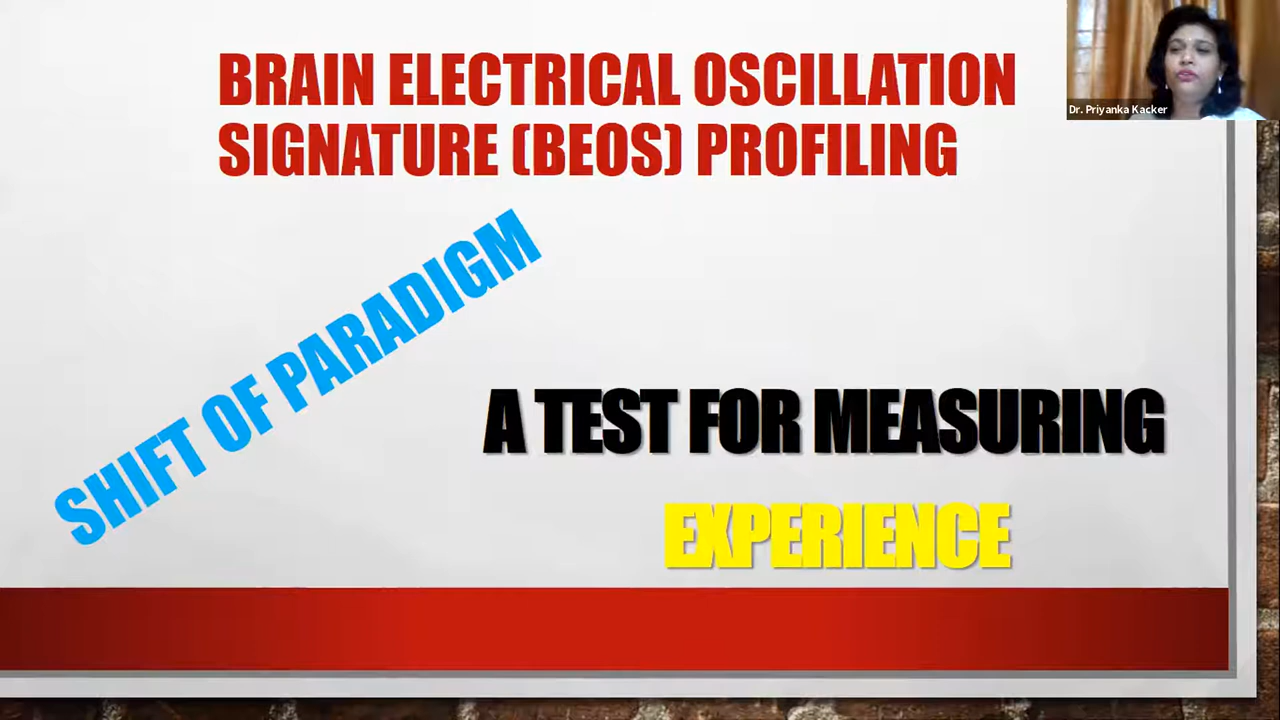 BRAIN ELECTRICAL OSCILLATION
SIGNATURE (BEOS) PROFILING
Dr. Priyanka Kacker
SHIFT OF PARADIGM
A TEST FOR MEASURING
EXPERIENCE